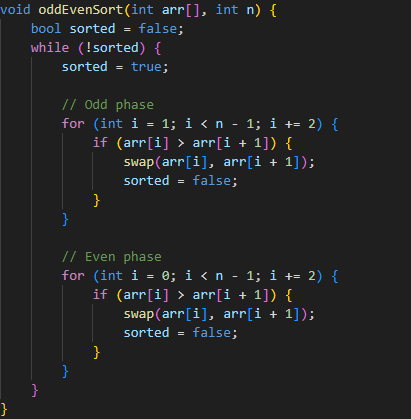 void oddEvenSort(int arr[], int n) {
    bool sorted = false;
    while (!sorted) {
        sorted = true;

        // Odd phase
        for (int i = 1; i < n - 1; i += 2) {
            if (arr[i] > arr[i + 1]) {
                swap(arr[i], arr[i + 1]);
                sorted = false;
            }
        }

        // Even phase
        for (int i = 0; i < n - 1; i += 2) {
            if (arr[i] > arr[i + 1]) {
                swap(arr[i], arr[i + 1]);
                sorted = false;
            }
        }
    }
}